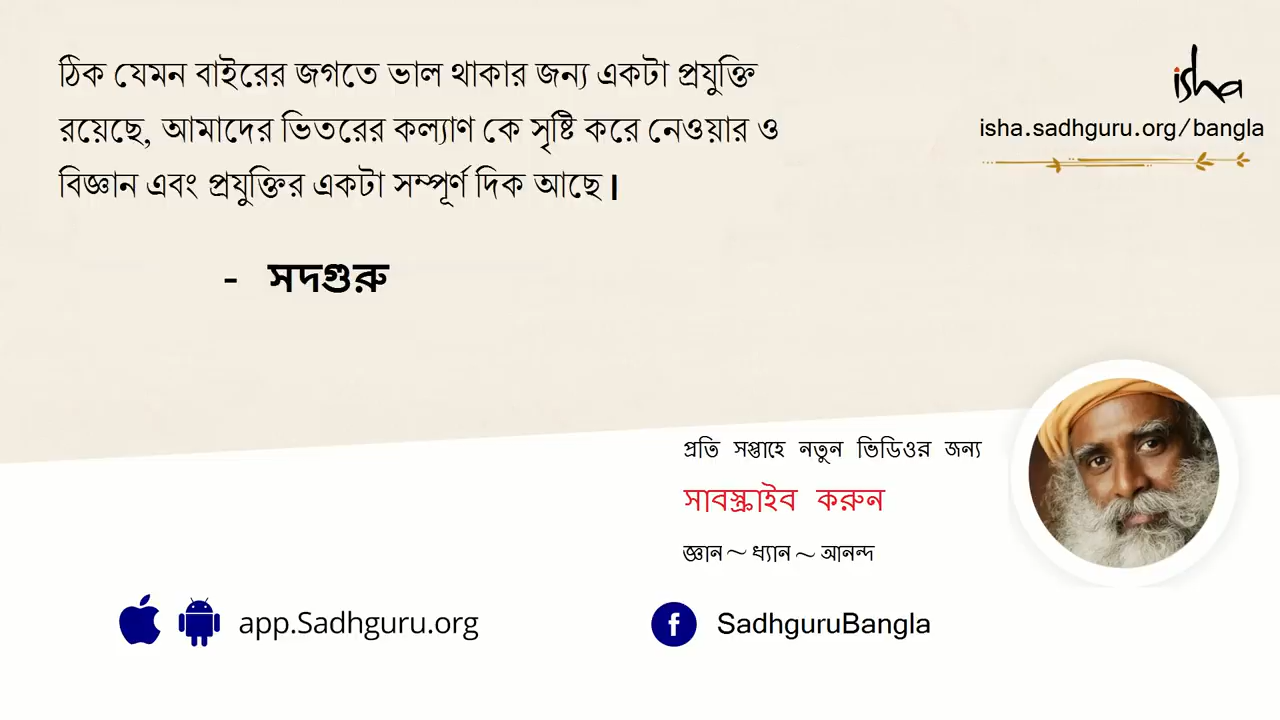 ঠিক যেমন বাইরের জগতে ভাল থাকার জন্য একটা প্রযুক্তি
রয়েছে, আমাদের ভিতরের কল্যাণ কে সৃষ্টি করে নেওয়ার ও
বিজ্ঞান এবং প্রযুক্তির একটা সম্পূর্ণ দিক আছে।
- সদগুরু
isha
isha.sadhguru.org/bangla
প্রতি সপ্তাহে নতুন ভিডিওর জন্য
সাবস্ক্রাইব করুন
জ্ঞান ~ ধ্যান ~ আনন্দ
app.Sadhguru.org
f SadhguruBangla